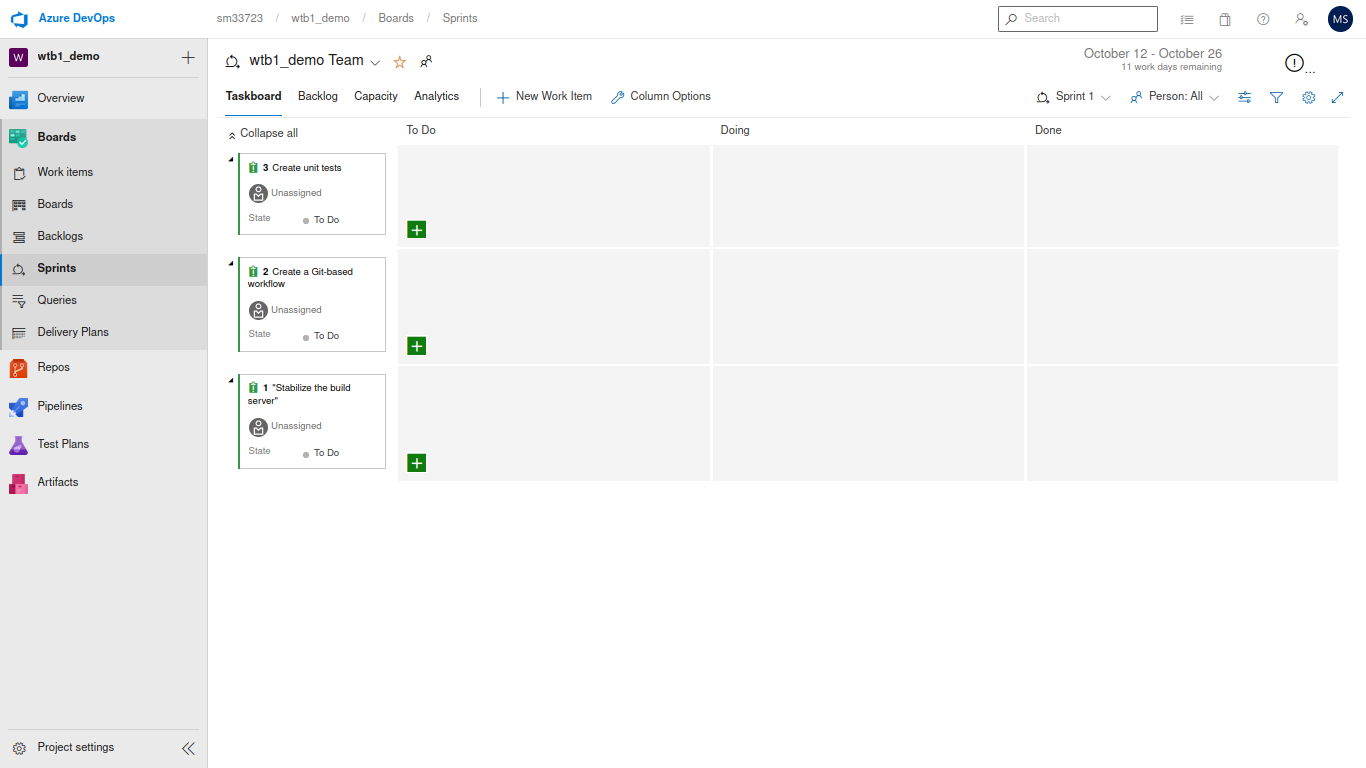 Azure DevOps
sm33723 / wtb1_demo / Boards / Sprints
Search
MS
W wtb1_demo
Overview
Boards
Work items
Boards
Backlogs
Sprints
Queries
Delivery Plans
Repos
Pipelines
Test Plans
Artifacts
Project settings
wtb1_demo Team
October 12 - October 26
11 work days remaining
...
Taskboard Backlog Capacity Analytics New Work Item Column Options
Sprint 1 Person: All
Collapse all
To Do Doing Done
3 Create unit tests
Unassigned
State To Do
2 Create a Git-based
workflow
Unassigned
State To Do
1 "Stabilize the build
server"
Unassigned
State To Do